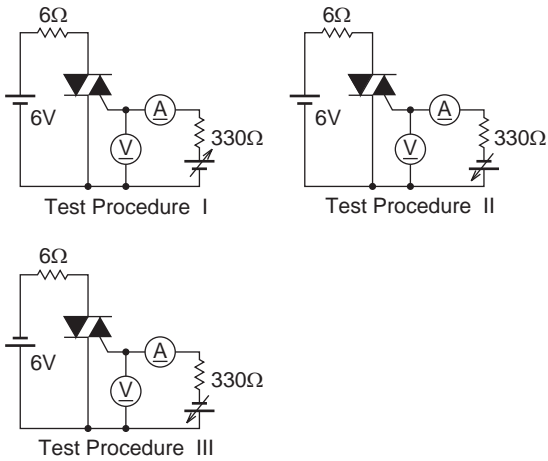 6Ω
6V
A
V
330Ω
Test Procedure I
6Ω
6V
A
V
330Ω
Test Procedure II
6Ω
6V
A
V
330Ω
Test Procedure III